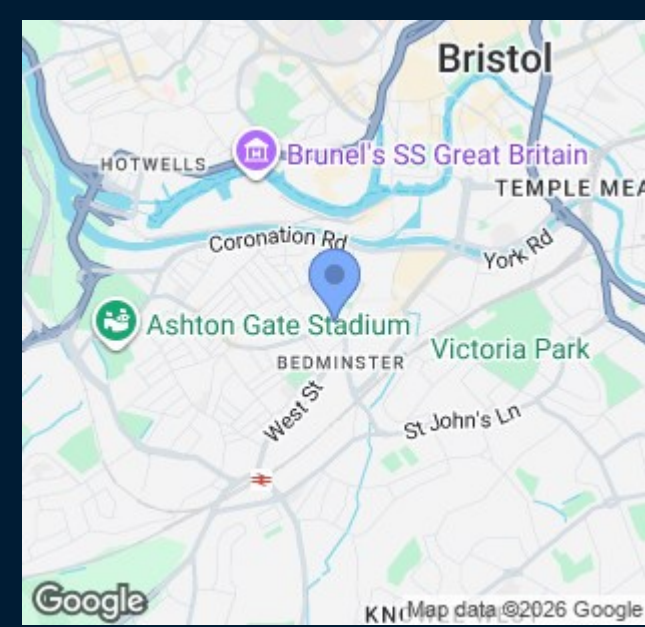 Bristol
HOTWELLS
Brunel's SS Great Britain
TEMPLE MEA
Coronation Rd
York Rd
Ashton Gate Stadium
Victoria Park
BEDMINSTER
West St
St John's Ln
Google
Map data ©2026 Google